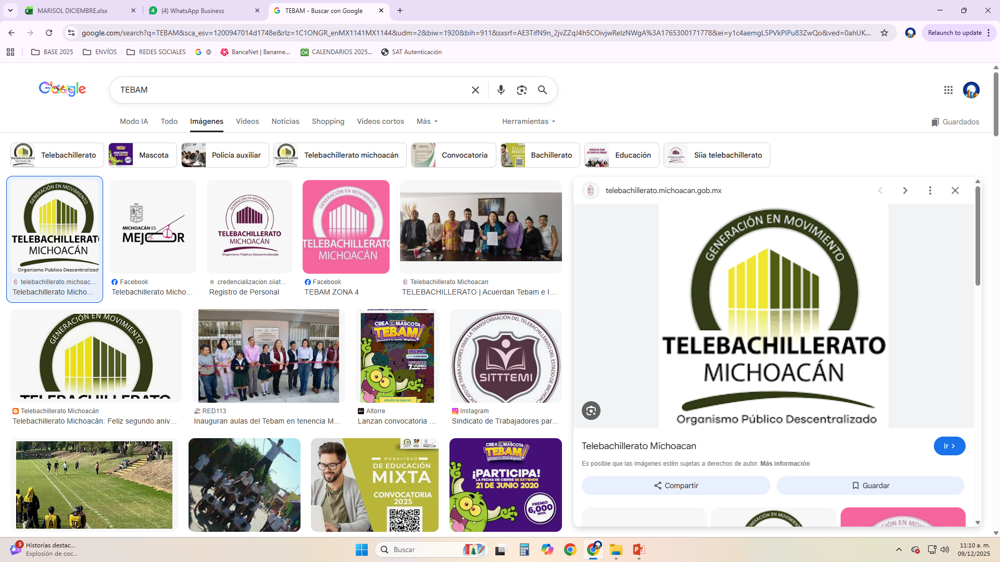 MARISOL DICIEMBRE.xlsx
(4) WhatsApp Business
TEBAM - Buscar con Google
google.com/search?q=TEBAM&sca_esv=1200947014d1748e&rlz=1C1ONGR_enMX1141MX1144&udm=2&biw=1920&bih=911&sxsrf=AE3TifN9n_2jvZZqJ4h5COivjwRelzNWgA%3A1765300171778&ei=y1c4aemgL5PVkPIPu83ZwQo&ved=0ahUK...
Relaunch to update
BASE 2025
ENVÍOS
REDES SOCIALES
@
BancaNet | Baname...
CALENDARIOS 2025...
SAT Autenticación
Google
TEBAM
Modo IA
Todo
Imágenes
Videos
Noticias
Shopping
Videos cortos
Más
Herramientas
Guardados
Telebachillerato
Mascota
Policía auxiliar
Telebachillerato michoacán
Convocatoria
Bachillerato
Educación
Siia telebachillerato
GENERACIÓN EN MOVIMIENTO
TELEBACHILLERATO
MICHOACÁN
Organismo Público Descentralizad
telebachillerato.michoac...
Telebachillerato Micho...
MICHOACÁN ES
MEJOR
Facebook
Telebachillerato Micho...
GENERACIÓN EN MOVIMIENTO
TELEBACHILLERATO
MICHOACÁN
Organismo Público Descentralizado
credencializacion.siiat...
Registro de Personal
GENERACIÓN EN MOVIMIENTO
TELEBACHILLERATO
MICHOACÁN
Facebook
TEBAM ZONA 4
Telebachillerato Michoacan
TELEBACHILLERATO | Acuerdan Tebam e I...
telebachillerato.michoacan.gob.mx
GENERACIÓN EN MOVIMIENTO
TELEBACHILLERATO
MICHOACÁN
Organismo Público Descentralizado
Telebachillerato Michoacan
Ir
Es posible que las imágenes estén sujetas a derechos de autor. Más información
Compartir
Guardar
GENERACIÓN EN MOVIMIENTO
TELEBACHILLERATO
Telebachillerato Michoacán
Telebachillerato Michoacán: Feliz segundo aniv...
RED113
Inauguran aulas del Tebam en tenencia M...
CREA LA MASCOTA
TEBAM!
PREMIO
7 JUNIO
Altorre
Lanzan convocatoria ...
SINDICATO DE TRABAJADORES PARA LA TRANSFORMACIÓN DEL TELEBACHILLERATO DEL ESTADO DE MICHOACÁ
SITTTEMI
Instagram
Sindicato de Trabajadores par...
MODALIDAD
DE EDUCACIÓN
MIXTA
CONVOCATORIA
2025
CREA LA MASCOTA
TEBAM!
¡PARTICIPA!
LA FECHA DE CIERRE SE EXTIENDE
21 DE JUNIO 2020
PREMIO
6,000
MXN.
9
Historias destac...
Explosión de coc...
Buscar
11:10 a. m.
09/12/2025